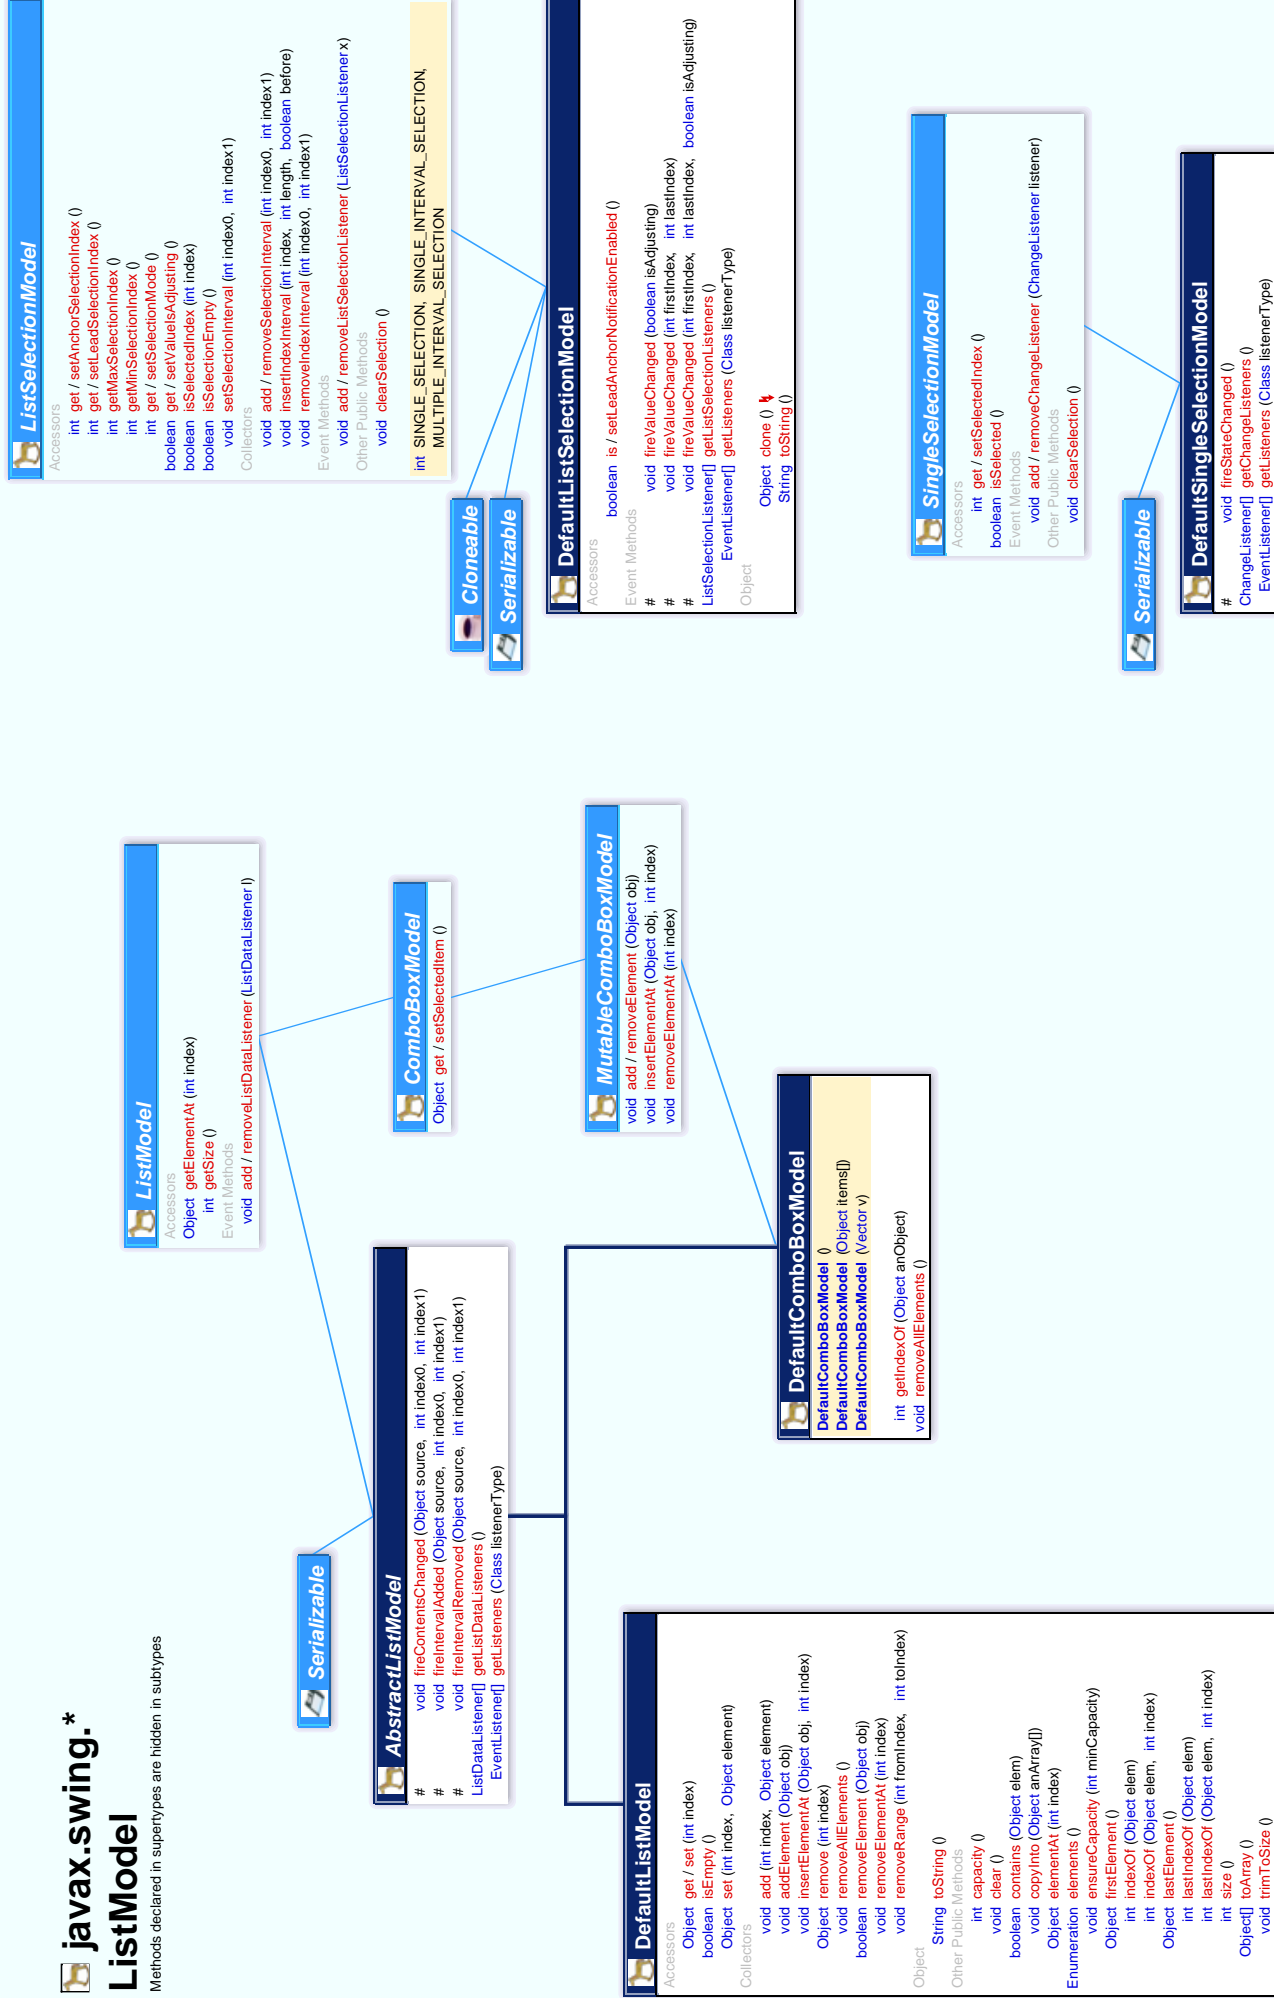 javax.swing.*
ListModel
Methods declared in supertypes are hidden in subtypes
ListModel
Accessors
Object getElementAt (int index)
int getSize ()
Event Methods
void add / removeListDataListener (ListDataListener l)
Serializable
AbstractListModel
# void fireContentsChanged (Object source, int index0, int index1)
# void fireIntervalAdded (Object source, int index0, int index1)
# void fireIntervalRemoved (Object source, int index0, int index1)
ListDataListener[] getListDataListeners ()
EventListener[] getListeners (Class listenerType)
ComboBoxModel
Object get / setSelectedItem ()
MutableComboBoxModel
void add / removeElement (Object obj)
void insertElementAt (Object obj, int index)
void removeElementAt (int index)
DefaultListModel
Accessors
Object get / set (int index)
boolean isEmpty ()
Object set (int index, Object element)
Collectors
void add (int index, Object element)
void addElement (Object obj)
void insertElementAt (Object obj, int index)
Object remove (int index)
void removeAllElements ()
boolean removeElement (Object obj)
void removeElementAt (int index)
void removeRange (int fromIndex, int toIndex)
Object
String toString ()
Other Public Methods
int capacity ()
void clear ()
boolean contains (Object elem)
void copyInto (Object anArray[])
Object elementAt (int index)
Enumeration elements ()
void ensureCapacity (int minCapacity)
Object firstElement ()
int indexOf (Object elem)
int indexOf (Object elem, int index)
Object lastElement ()
int lastIndexOf (Object elem)
int lastIndexOf (Object elem, int index)
int size ()
Object[] toArray ()
void trimToSize ()
DefaultComboBoxModel
DefaultComboBoxModel ()
DefaultComboBoxModel (Object items[])
DefaultComboBoxModel (Vector v)
int getIndexOf (Object anObject)
void removeAllElements ()
ListSelectionModel
Accessors
int get / setAnchorSelectionIndex ()
int get / setLeadSelectionIndex ()
int getMaxSelectionIndex ()
int getMinSelectionIndex ()
int get / setSelectionMode ()
boolean get / setValueIsAdjusting ()
boolean isSelectedIndex (int index)
boolean isSelectionEmpty ()
void setSelectionInterval (int index0, int index1)
Collectors
void add / removeSelectionInterval (int index0, int index1)
void insertIndexInterval (int index, int length, boolean before)
void removeIndexInterval (int index0, int index1)
Event Methods
void add / removeListSelectionListener (ListSelectionListener x)
Other Public Methods
void clearSelection ()
int SINGLE_SELECTION, SINGLE_INTERVAL_SELECTION,
MULTIPLE_INTERVAL_SELECTION
Cloneable
Serializable
DefaultListSelectionModel
Accessors
boolean is / setLeadAnchorNotificationEnabled ()
Event Methods
# void fireValueChanged (boolean isAdjusting)
# void fireValueChanged (int firstIndex, int lastIndex)
# void fireValueChanged (int firstIndex, int lastIndex, boolean isAdjusting)
ListSelectionListener[] getListSelectionListeners ()
EventListener[] getListeners (Class listenerType)
Object
Object clone ()
String toString ()
SingleSelectionModel
Accessors
int get / setSelectedIndex ()
boolean isSelected ()
Event Methods
void add / removeChangeListener (ChangeListener listener)
Other Public Methods
void clearSelection ()
Serializable
DefaultSingleSelectionModel
# void fireStateChanged ()
ChangeListener[] getChangeListeners ()
EventListener[] getListeners (Class listenerType)